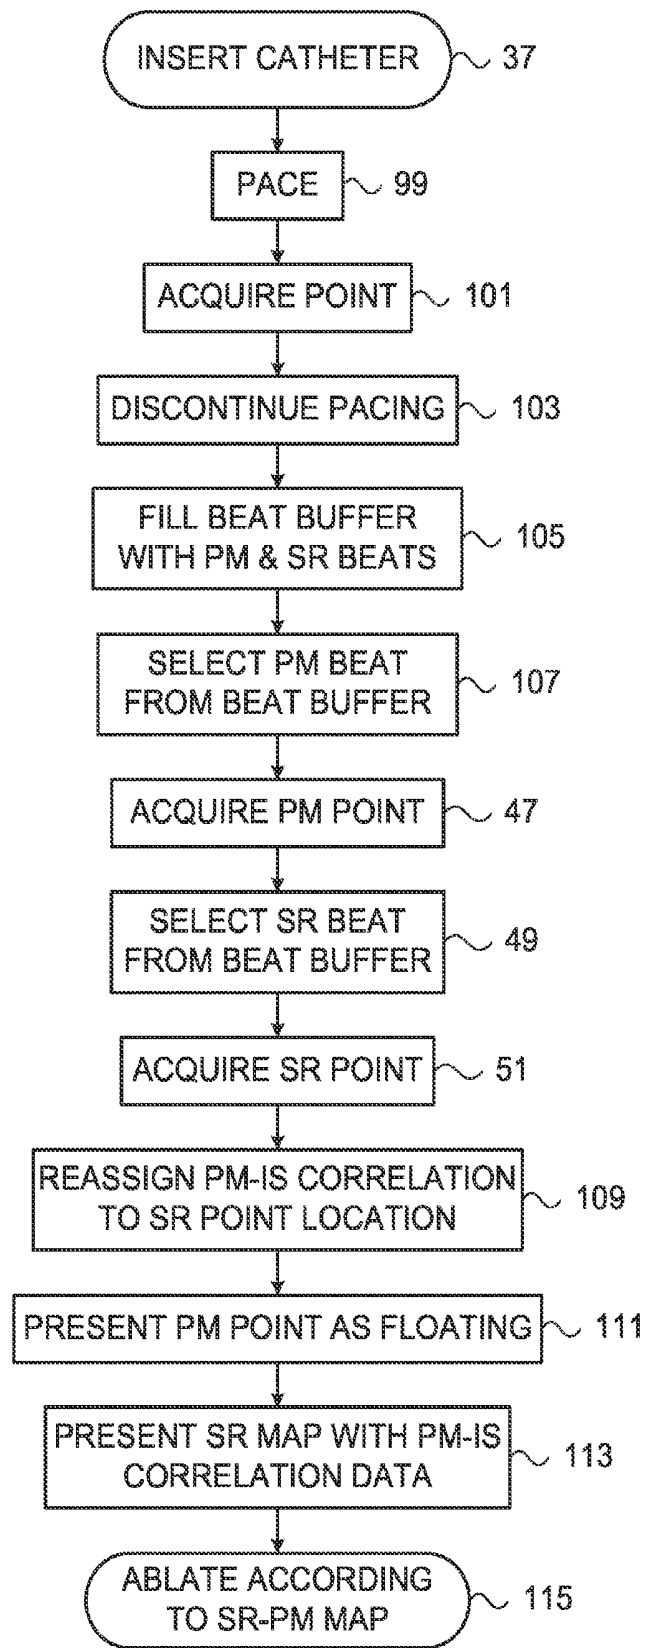 INSERT CATHETER 37
PACE 99
ACQUIRE POINT 101
DISCONTINUE PACING 103
FILL BEAT BUFFER
WITH PM & SR BEATS 105
SELECT PM BEAT
FROM BEAT BUFFER 107
ACQUIRE PM POINT 47
SELECT SR BEAT
FROM BEAT BUFFER 49
ACQUIRE SR POINT 51
REASSIGN PM-IS CORRELATION
TO SR POINT LOCATION 109
PRESENT PM POINT AS FLOATING 111
PRESENT SR MAP WITH PM-IS
CORRELATION DATA 113
ABLATE ACCORDING
TO SR-PM MAP 115